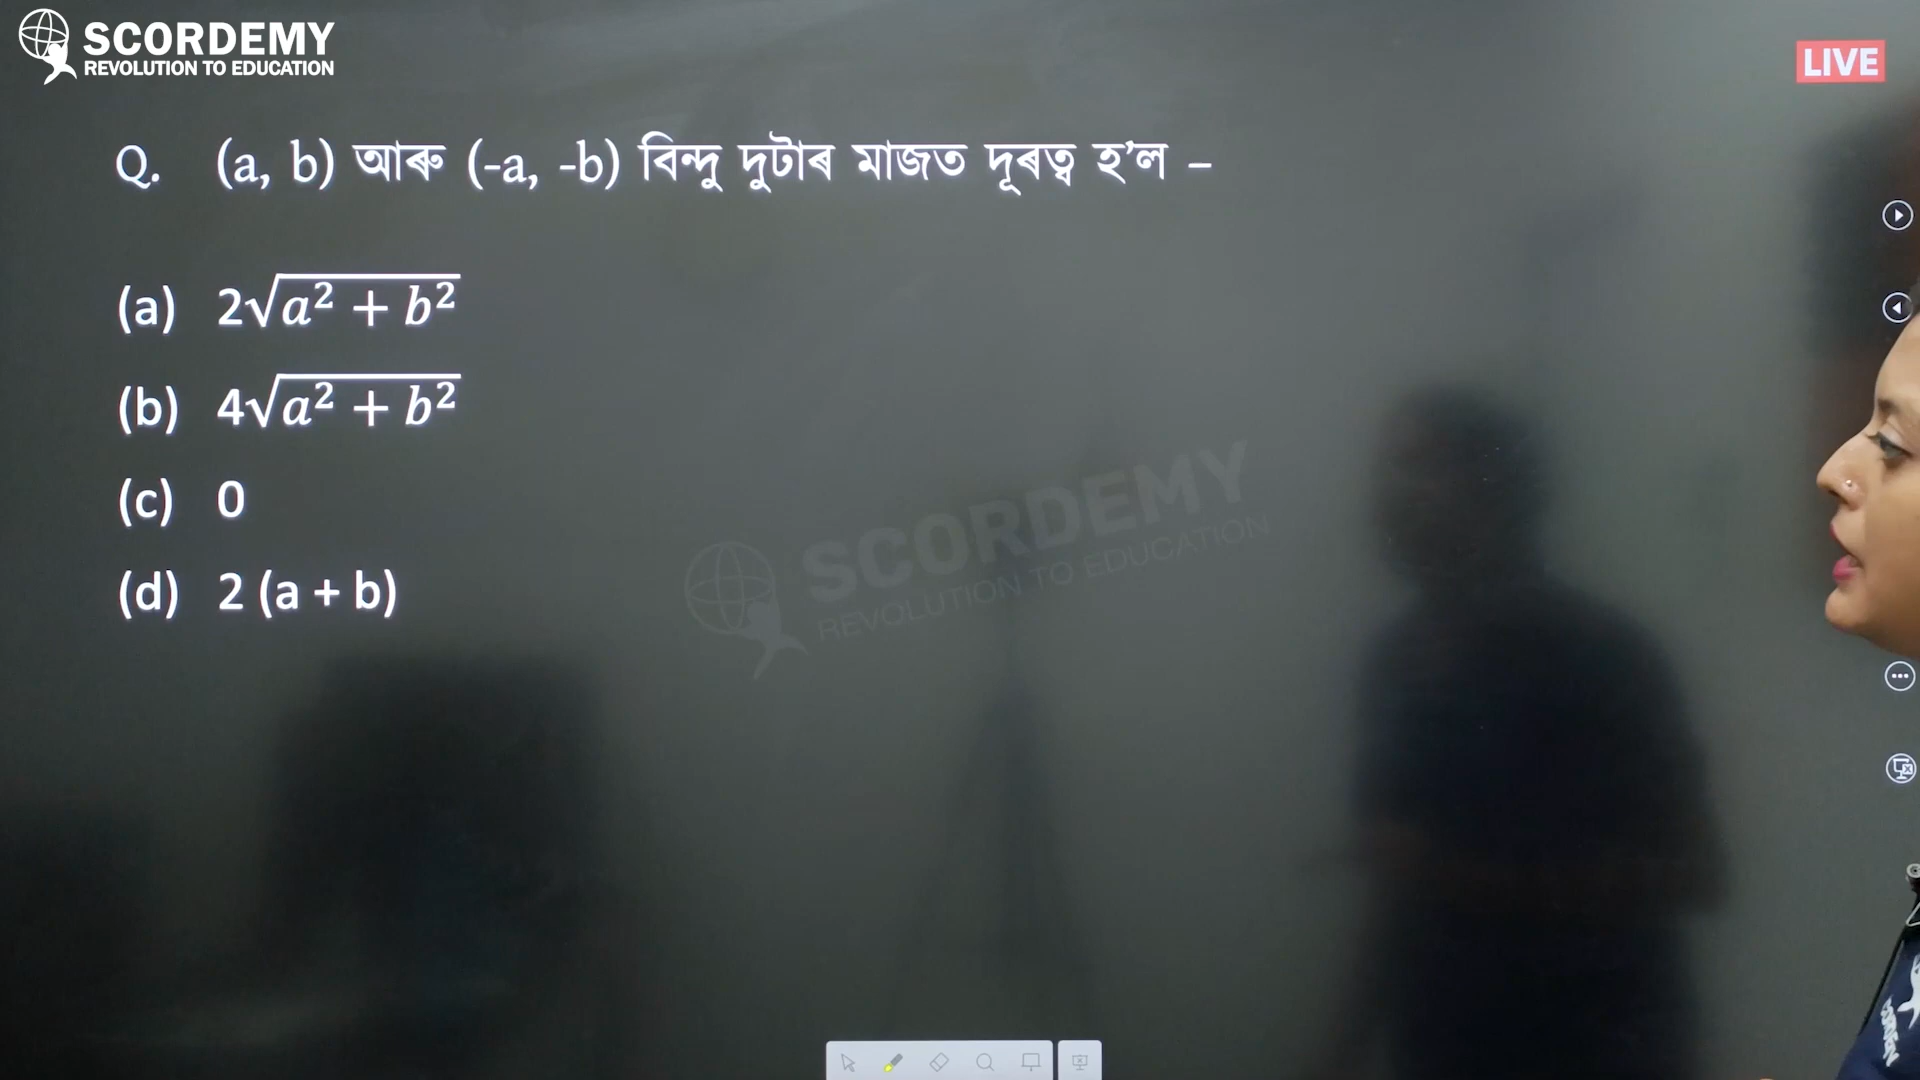 SCORDEMY
REVOLUTION TO EDUCATION
LIVE
Q. (a, b) আৰু (-a, -b) বিন্দু দুটাৰ মাজত দূৰত্ব হ’ল –
(a) 2√(a² + b²)
(b) 4√(a² + b²)
(c) 0
(d) 2 (a + b)
SCORDEMY
REVOLUTION TO EDUCATION